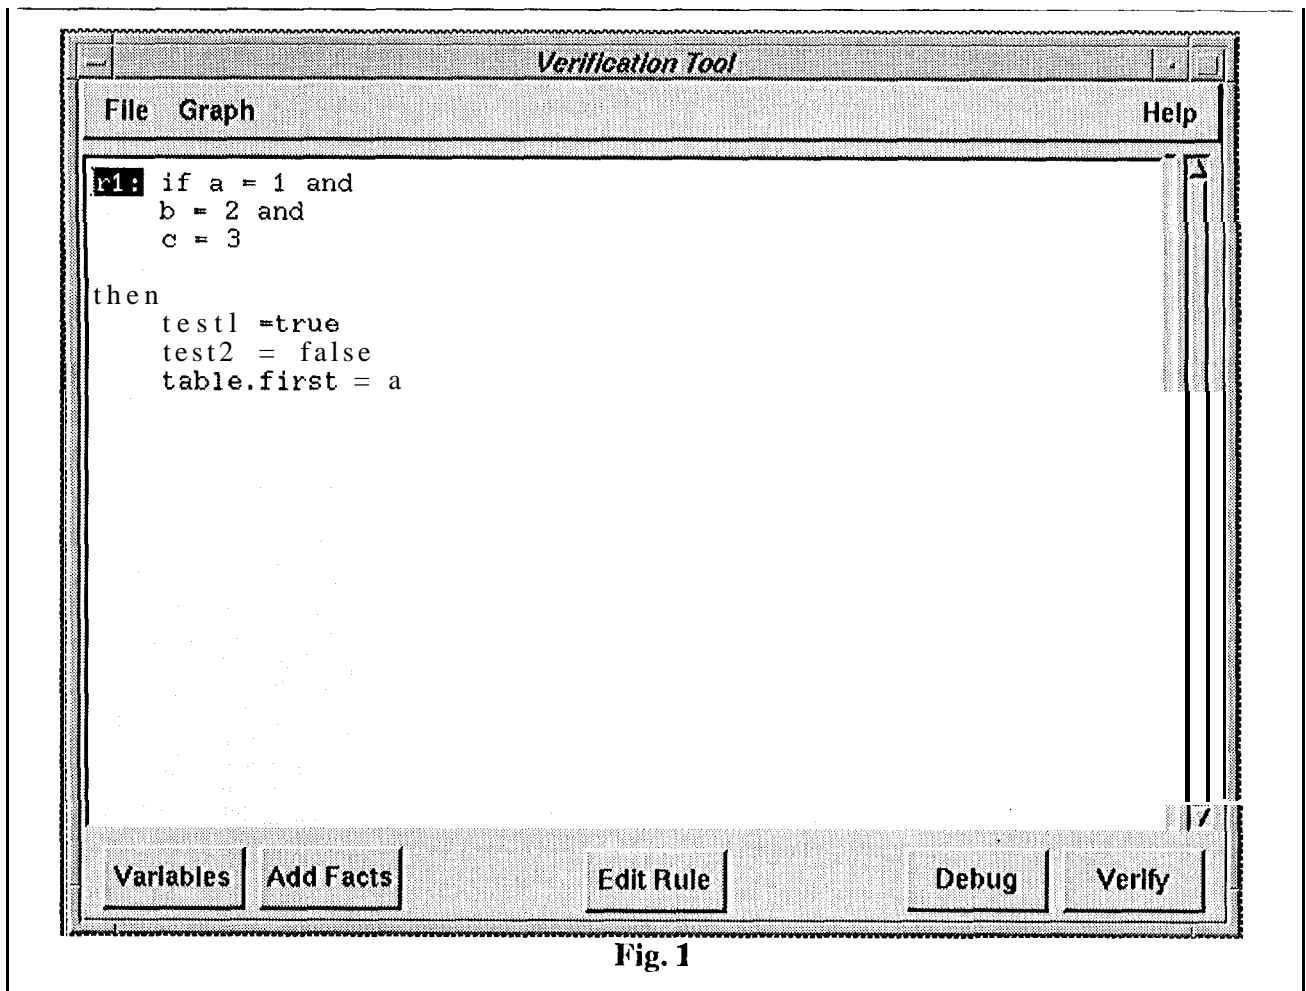 Verification Tool
File Graph Help
r1: if a = 1 and
b = 2 and
c = 3
then
test1 =true
test2 = false
table.first = a
Variables Add Facts Edit Rule Debug Verify
Fig. 1